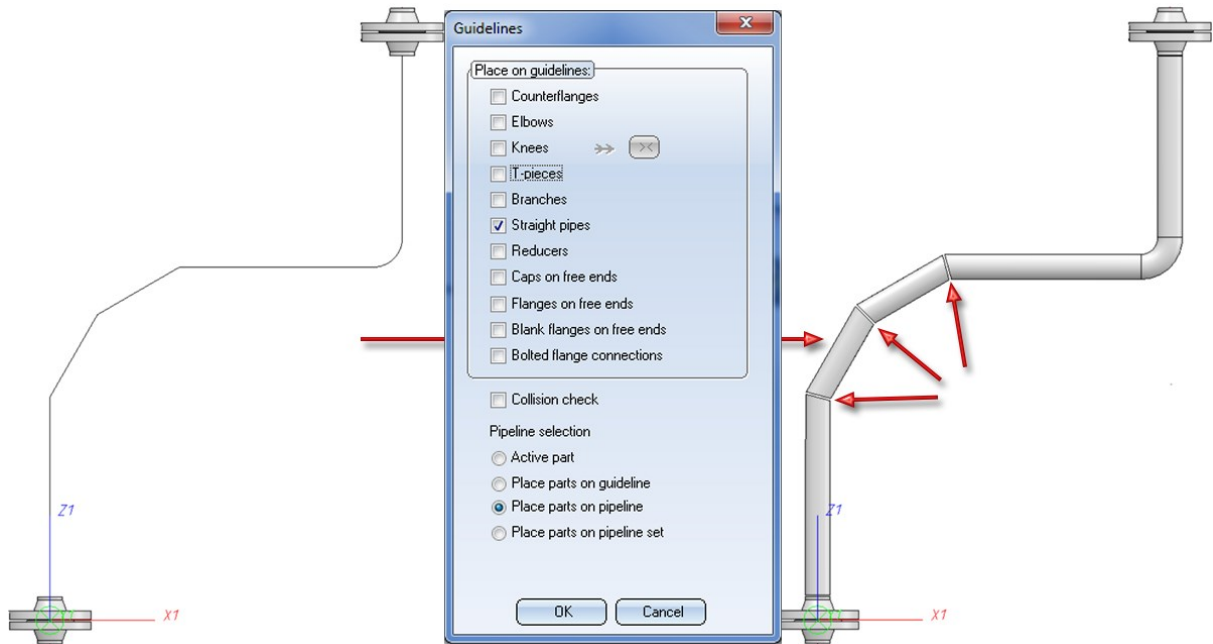 Guidelines
Place on guidelines:
Counterflanges
Elbows
Knees
T-pieces
Branches
Straight pipes
Reducers
Caps on free ends
Flanges on free ends
Blank flanges on free ends
Bolted flange connections
Collision check
Pipeline selection
Active part
Place parts on guideline
Place parts on pipeline
Place parts on pipeline set
OK Cancel
Z1
X1
Z1
X1